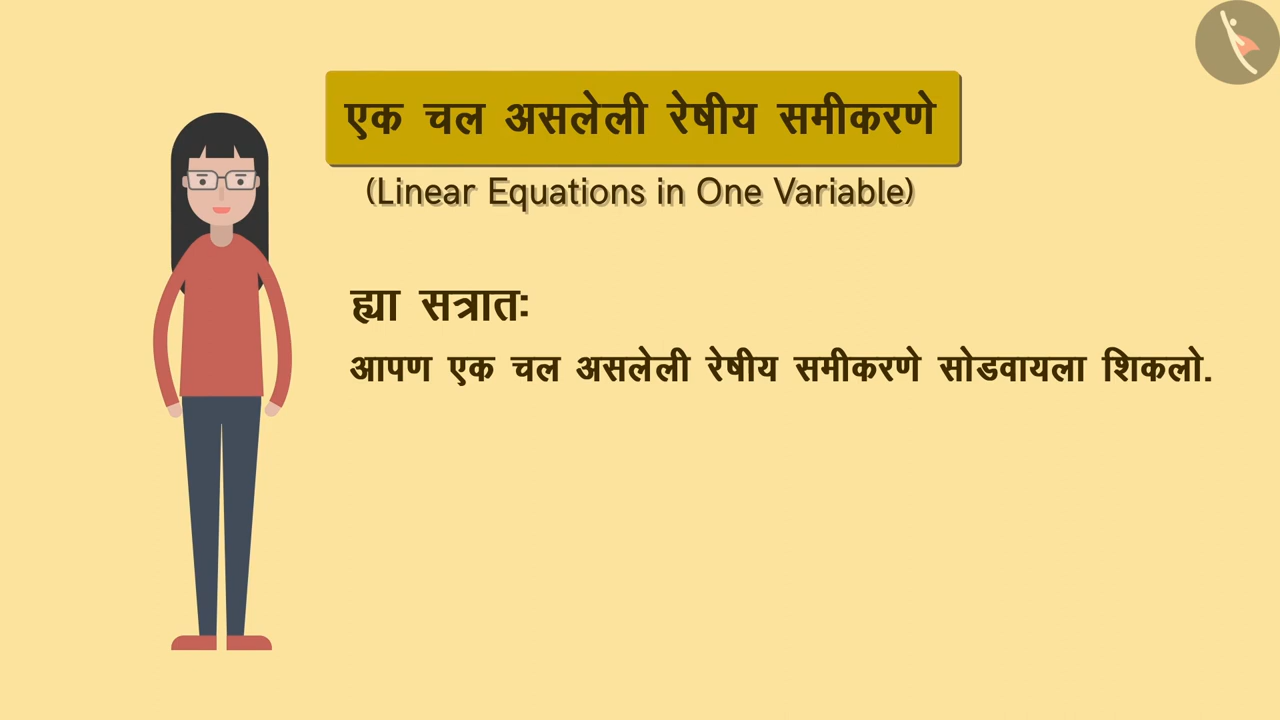 एक चल असलेली रेषीय समीकरणे
(Linear Equations in One Variable)
ह्या सत्रातः
आपण एक चल असलेली रेषीय समीकरणे सोडवायला शिकलो.